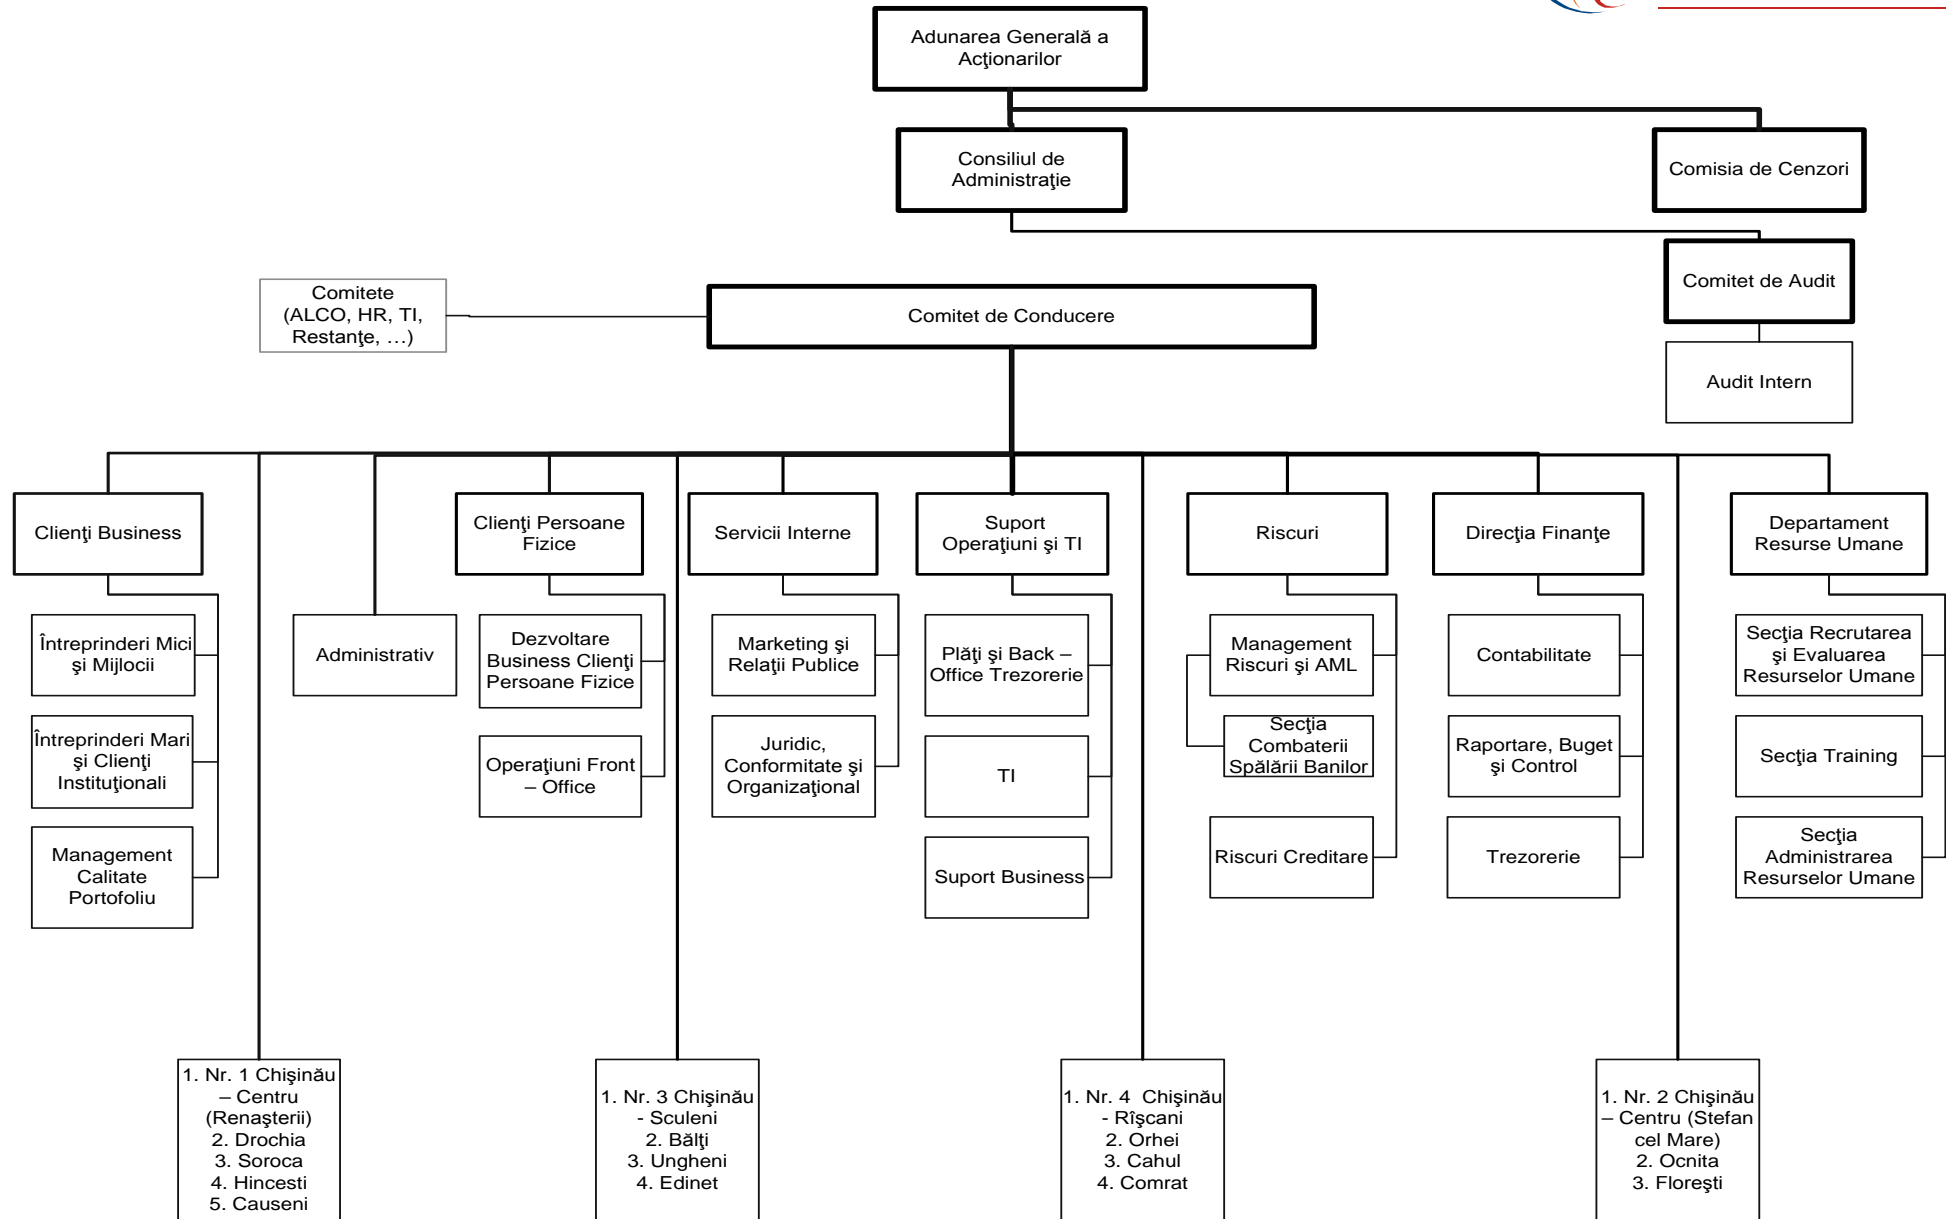 Adunarea Generală a
Acţionarilor
Consiliul de
Administraţie
Comisia de Cenzori
Comitet de Audit
Audit Intern
Comitete
(ALCO, HR, TI,
Restanţe, …)
Comitet de Conducere
Clienţi Business
Clienţi Persoane
Fizice
Servicii Interne
Suport
Operaţiuni şi TI
Riscuri
Direcţia Finanţe
Departament
Resurse Umane
Întreprinderi Mici
şi Mijlocii
Întreprinderi Mari
şi Clienţi
Instituţionali
Management
Calitate
Portofoliu
Administrativ
Dezvoltare
Business Clienţi
Persoane Fizice
Operaţiuni Front
– Office
Marketing şi
Relaţii Publice
Juridic,
Conformitate şi
Organizaţional
Plăţi şi Back –
Office Trezorerie
TI
Suport Business
Management
Riscuri şi AML
Secţia
Combaterii
Spălării Banilor
Riscuri Creditare
Contabilitate
Raportare, Buget
şi Control
Trezorerie
Secţia Recrutarea
şi Evaluarea
Resurselor Umane
Secţia Training
Secţia
Administrarea
Resurselor Umane
1. Nr. 1 Chişinău
– Centru
(Renaşterii)
2. Drochia
3. Soroca
4. Hincesti
5. Causeni
1. Nr. 3 Chişinău
- Sculeni
2. Bălţi
3. Ungheni
4. Edinet
1. Nr. 4  Chişinău
- Rîşcani
2. Orhei
3. Cahul
4. Comrat
1. Nr. 2 Chişinău
– Centru (Stefan
cel Mare)
2. Ocnita
3. Floreşti